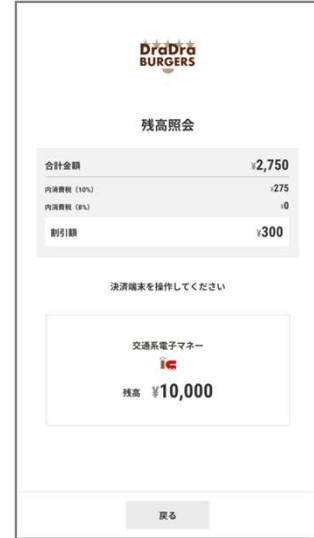 DraDra
BURGERS
残高照会
合計金額 ¥2,750
内消費税（10%） ¥275
内消費税（8%） ¥0
割引額 ¥300
決済端末を操作してください
交通系電子マネー
ic
残高 ¥10,000
戻る